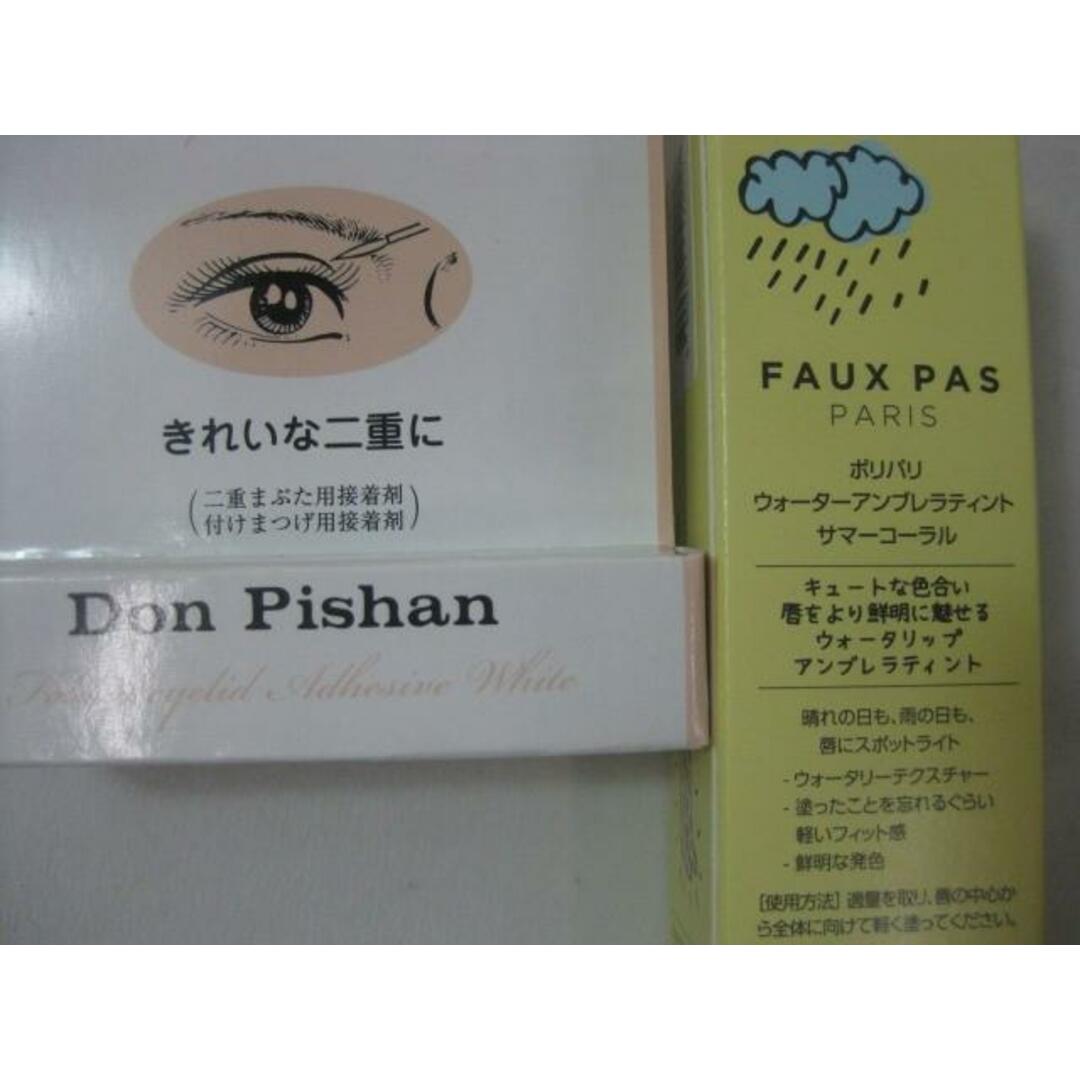 きれいな二重に
(二重まぶた用接着剤
付けまつげ用接着剤)
Don Pishan
eyelid Adhesive White
FAUX PAS
PARIS
ポリパリ
ウォーターアンブレラティント
サマーコーラル
キュートな色合い
唇をより鮮明に魅せる
ウォータリップ
アンブレラティント
晴れの日も、雨の日も、
唇にスポットライト
- ウォータリーテクスチャー
- 塗ったことを忘れるぐらい
軽いフィット感
- 鮮明な発色
[使用方法] 適量を取り、唇の中心か
ら全体に向けて軽く塗ってください。